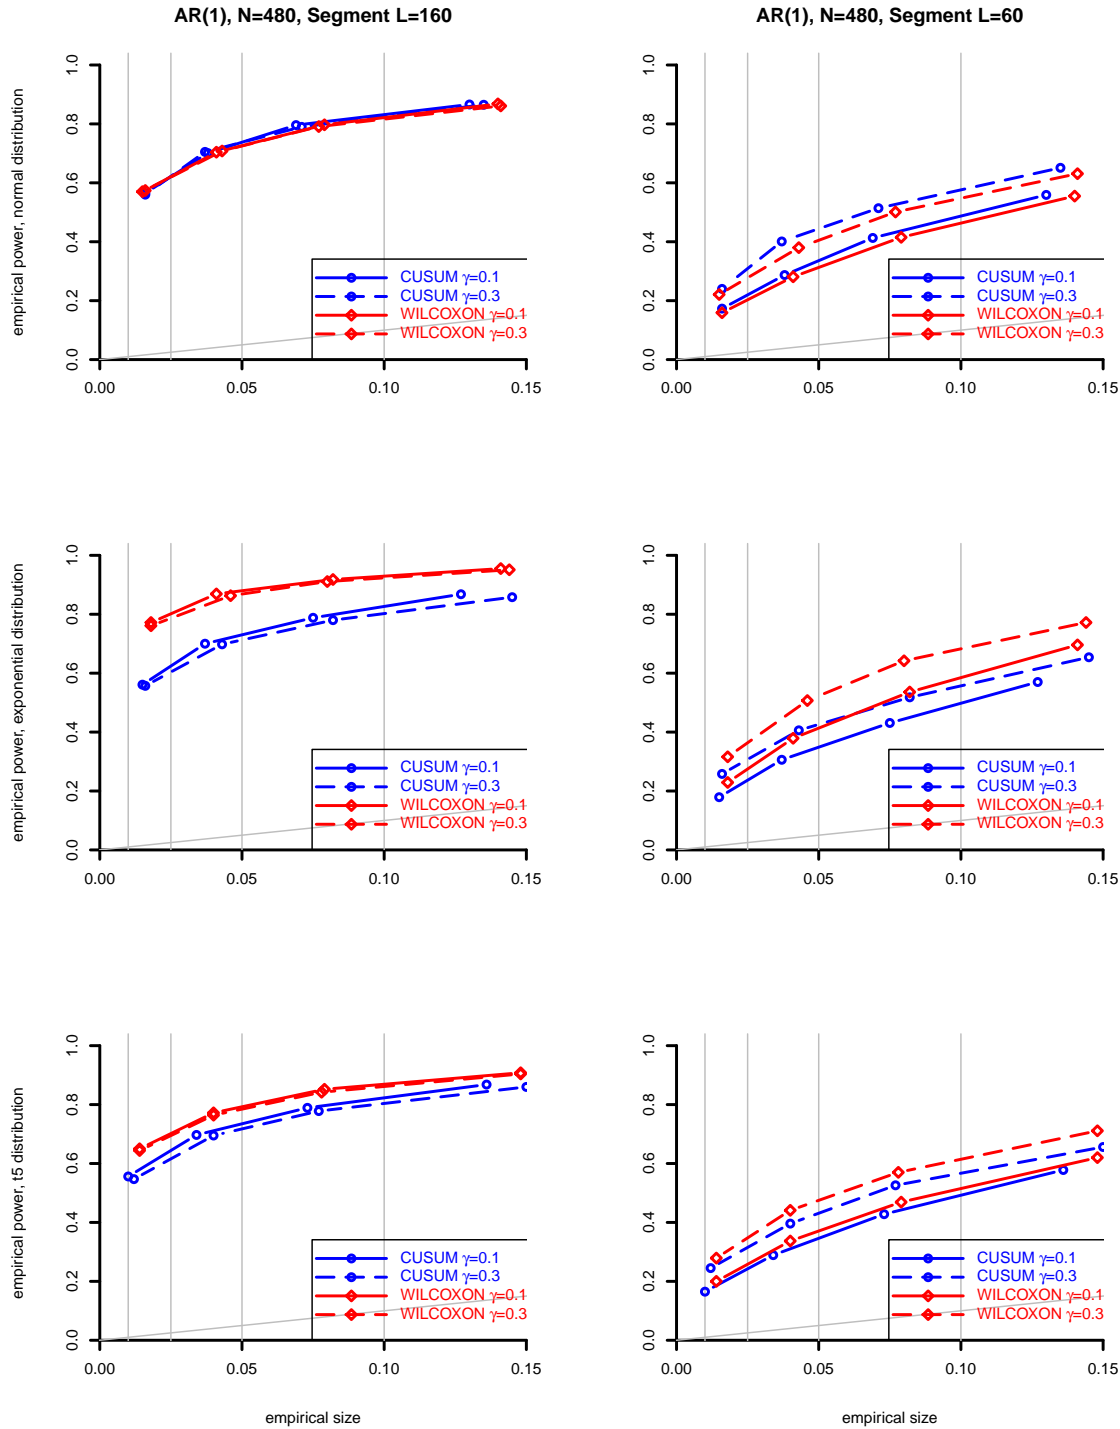 AR(1), N=480, Segment L=160
empirical power, normal distribution
1.0
0.8
0.6
0.4
0.2
0.0
CUSUM γ=0.1
CUSUM γ=0.3
WILCOXON γ=0.1
WILCOXON γ=0.3
0.00 0.05 0.10 0.15
AR(1), N=480, Segment L=60
1.0
0.8
0.6
0.4
0.2
0.0
CUSUM γ=0.1
CUSUM γ=0.3
WILCOXON γ=0.1
WILCOXON γ=0.3
0.00 0.05 0.10 0.15
empirical power, exponential distribution
1.0
0.8
0.6
0.4
0.2
0.0
CUSUM γ=0.1
CUSUM γ=0.3
WILCOXON γ=0.1
WILCOXON γ=0.3
0.00 0.05 0.10 0.15
1.0
0.8
0.6
0.4
0.2
0.0
CUSUM γ=0.1
CUSUM γ=0.3
WILCOXON γ=0.1
WILCOXON γ=0.3
0.00 0.05 0.10 0.15
empirical power, t5 distribution
1.0
0.8
0.6
0.4
0.2
0.0
CUSUM γ=0.1
CUSUM γ=0.3
WILCOXON γ=0.1
WILCOXON γ=0.3
0.00 0.05 0.10 0.15
empirical size
1.0
0.8
0.6
0.4
0.2
0.0
CUSUM γ=0.1
CUSUM γ=0.3
WILCOXON γ=0.1
WILCOXON γ=0.3
0.00 0.05 0.10 0.15
empirical size